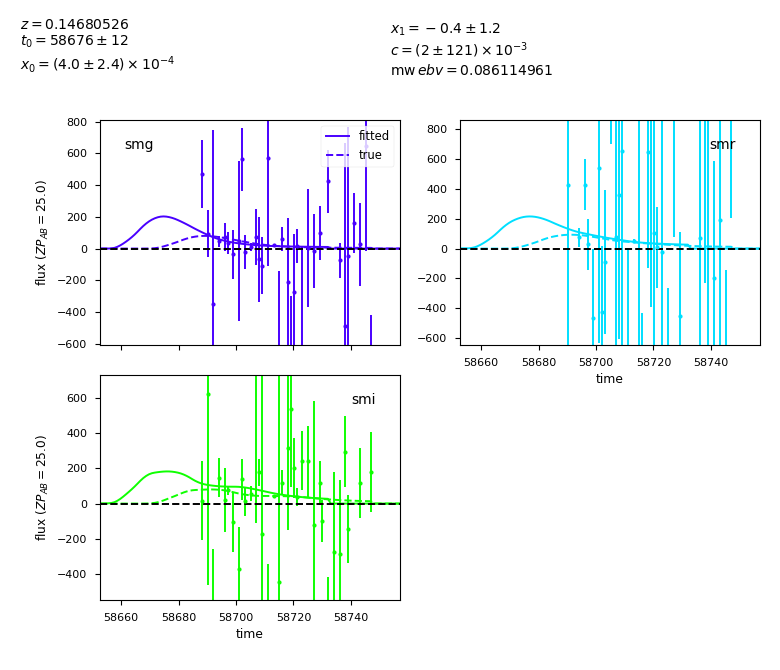 z = 0.14680526
t₀ = 58676 ± 12
x₀ = (4.0 ± 2.4) × 10⁻⁴
x₁ = −0.4 ± 1.2
c = (2 ± 121) × 10⁻³
mw ebv = 0.086114961
smg
fitted
true
800
600
400
200
0
−200
−400
−600
flux (ZP_AB = 25.0)
smr
800
600
400
200
0
−200
−400
−600
58660 58680 58700 58720 58740
time
smi
600
400
200
0
−200
−400
flux (ZP_AB = 25.0)
58660 58680 58700 58720 58740
time